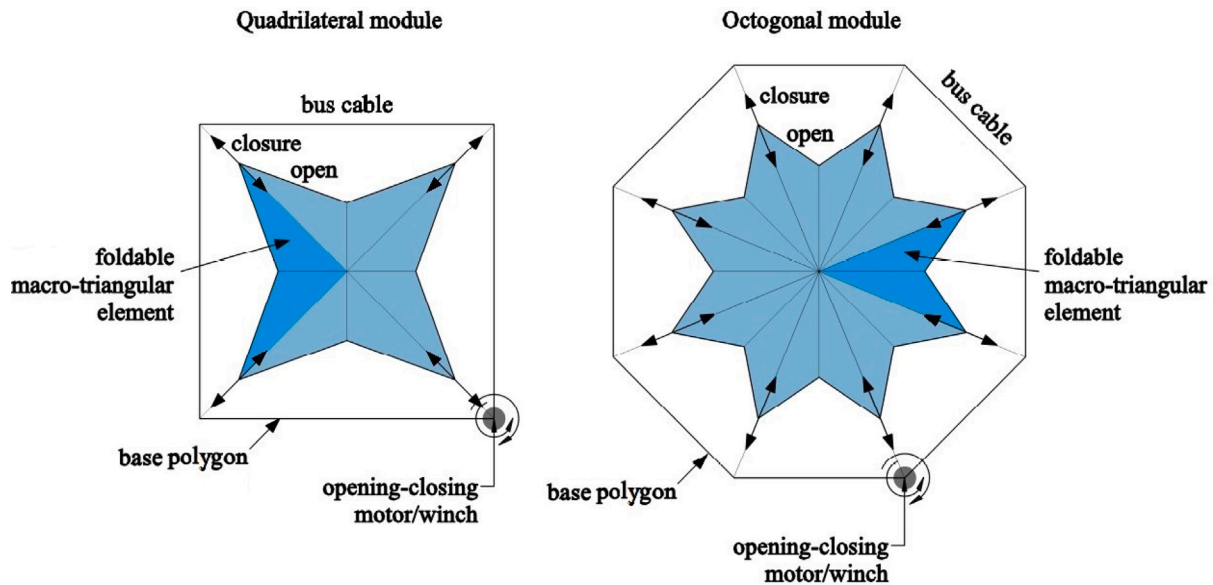 Quadrilateral module
bus cable
closure
open
foldable
macro-triangular
element
base polygon
opening-closing
motor/winch
Octogonal module
closure
open
bus cable
foldable
macro-triangular
element
base polygon
opening-closing
motor/winch